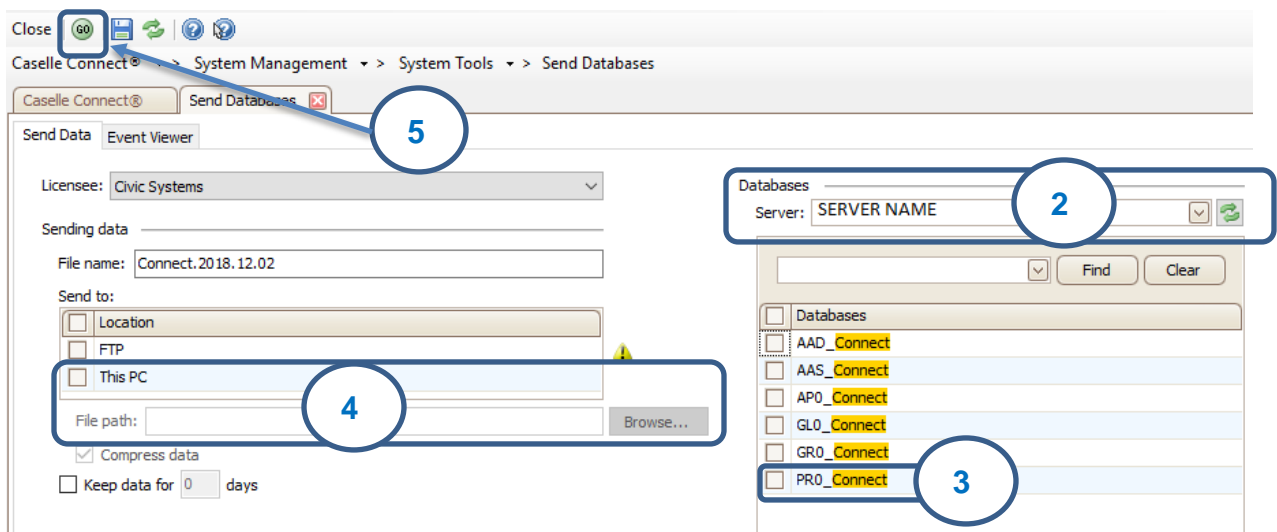 Close GO
Caselle Connect® > System Management > System Tools > Send Databases
Caselle Connect® Send Databases
5
Send Data Event Viewer
Licensee: Civic Systems
Sending data
File name: Connect.2018.12.02
Send to:
Location
FTP
This PC
4
File path: Browse...
Compress data
Keep data for 0 days
Databases
2
Server: SERVER NAME
Find Clear
Databases
AAD_Connect
AAS_Connect
AP0_Connect
GL0_Connect
GR0_Connect
PR0_Connect
3